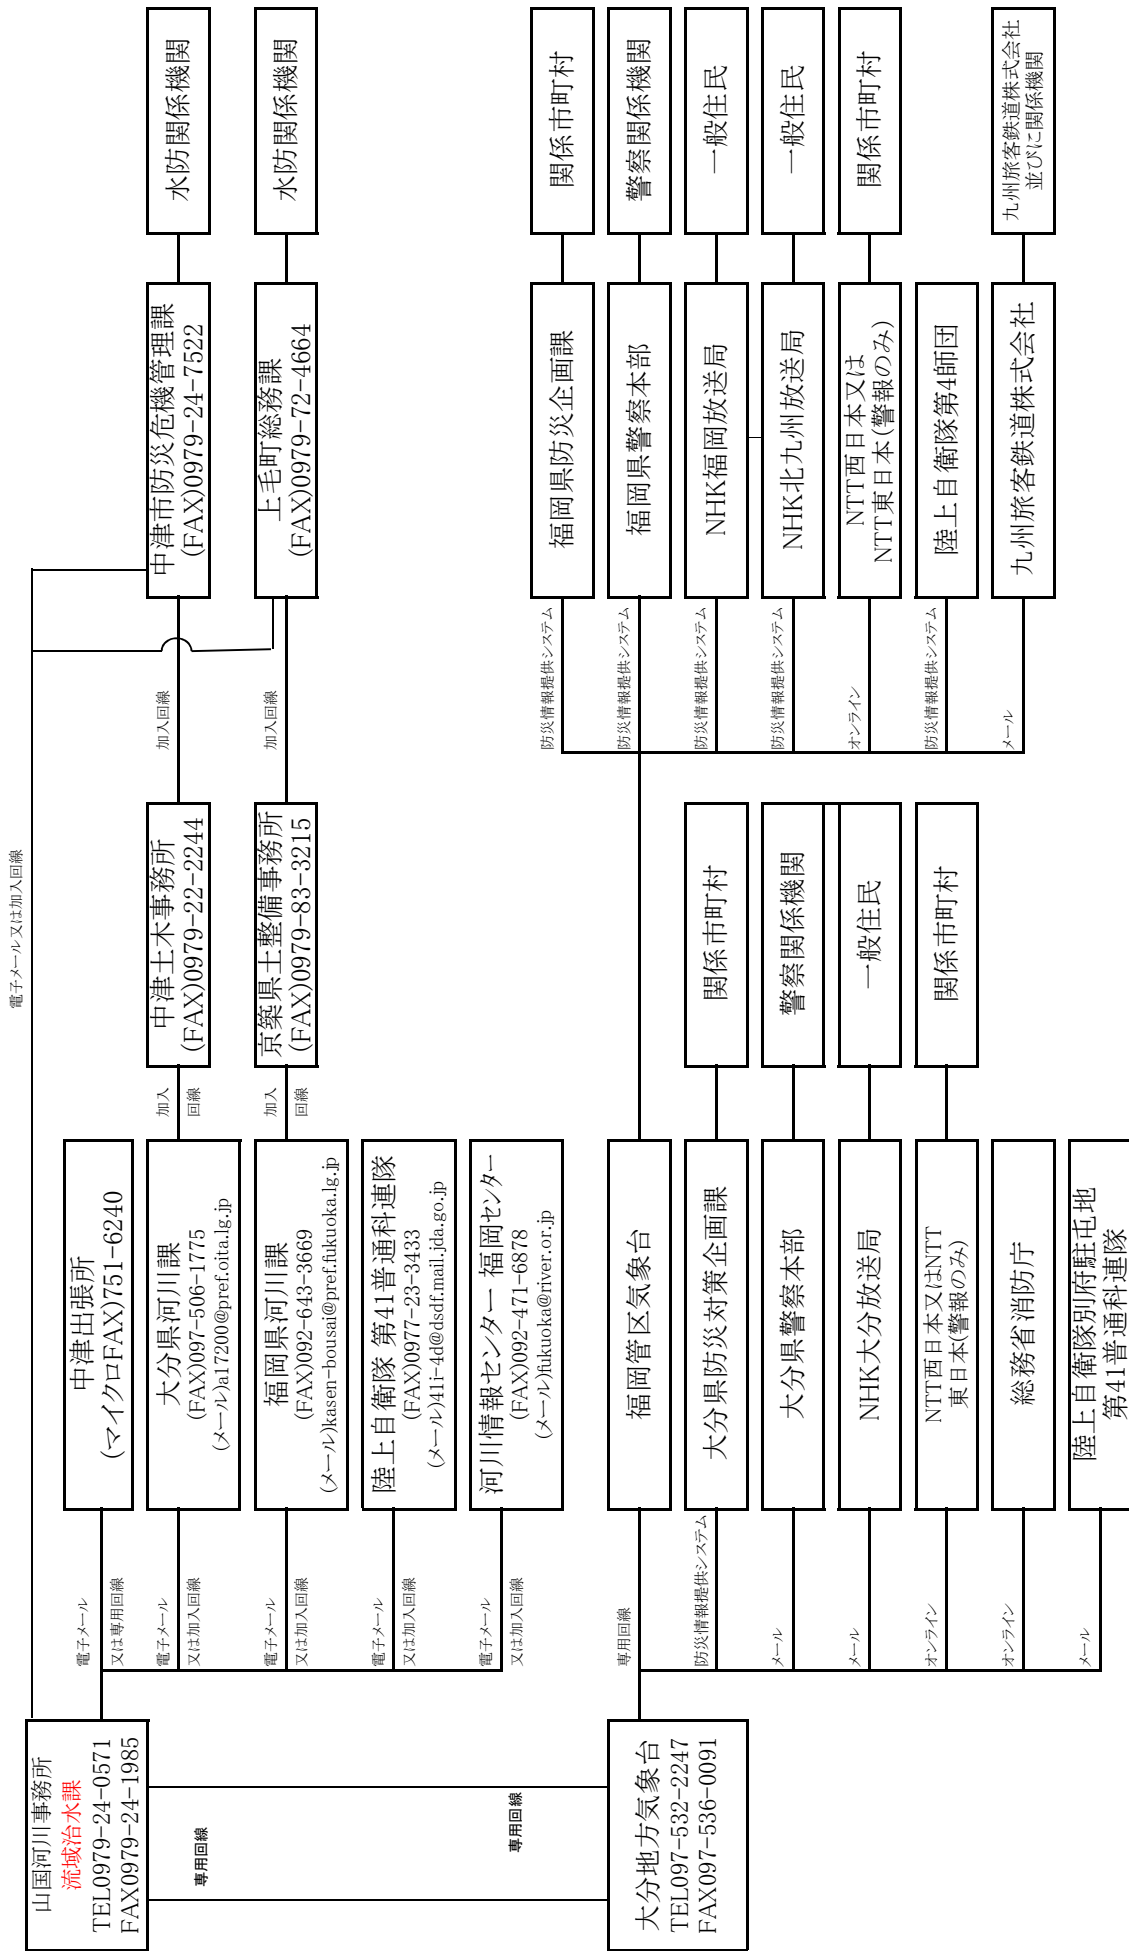 電子メール又は加入回線
山国河川事務所
流域治水課
TEL0979-24-0571
FAX0979-24-1985
専用回線
専用回線
大分地方気象台
TEL097-532-2247
FAX097-536-0091
電子メール
又は専用回線
中津出張所
(マイクロFAX)751-6240
電子メール
又は加入回線
大分県河川課
(FAX)097-506-1775
(メール)a17200@pref.oita.lg.jp
加入
回線
中津土木事務所
(FAX)0979-22-2244
加入回線
中津市防災危機管理課
(FAX)0979-24-7522
水防関係機関
電子メール
又は加入回線
福岡県河川課
(FAX)092-643-3669
(メール)kasen-bousai@pref.fukuoka.lg.jp
加入
回線
京築県土整備事務所
(FAX)0979-83-3215
加入回線
上毛町総務課
(FAX)0979-72-4664
水防関係機関
電子メール
又は加入回線
陸上自衛隊 第41普通科連隊
(FAX)0977-23-3433
(メール)41i-4d@dsdf.mail.jda.go.jp
電子メール
又は加入回線
河川情報センター 福岡センター
(FAX)092-471-6878
(メール)fukuoka@river.or.jp
専用回線
福岡管区気象台
防災情報提供システム
福岡県防災企画課
関係市町村
防災情報提供システム
福岡県警察本部
警察関係機関
防災情報提供システム
NHK福岡放送局
一般住民
防災情報提供システム
NHK北九州放送局
一般住民
オンライン
NTT西日本又は
NTT東日本(警報のみ)
関係市町村
防災情報提供システム
陸上自衛隊第4師団
メール
九州旅客鉄道株式会社
九州旅客鉄道株式会社
並びに関係機関
防災情報提供システム
大分県防災対策企画課
関係市町村
メール
大分県警察本部
警察関係機関
メール
NHK大分放送局
一般住民
オンライン
NTT西日本又はNTT
東日本(警報のみ)
関係市町村
オンライン
総務省消防庁
メール
陸上自衛隊別府駐屯地
第41普通科連隊